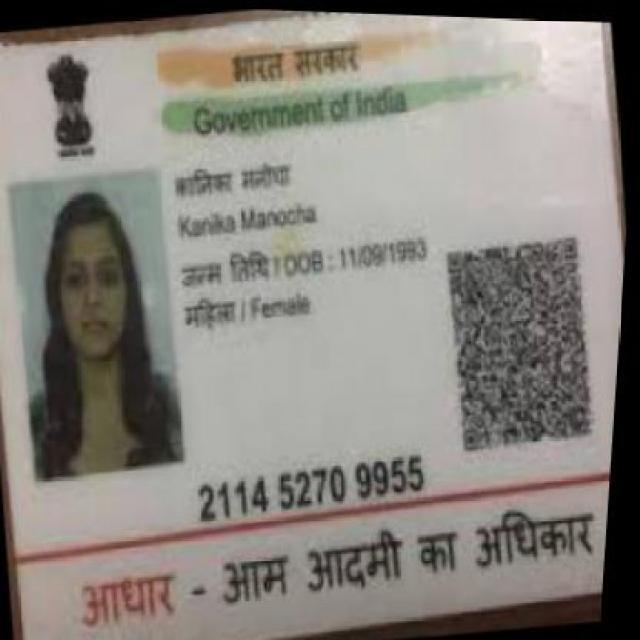 भारत सरकार
Government of India
कानिका मनोचा
Kanika Manocha
जन्म तिथि / DOB : 11/09/1993
महिला / Female
2114 5270 9955
आधार - आम आदमी का अधिकार